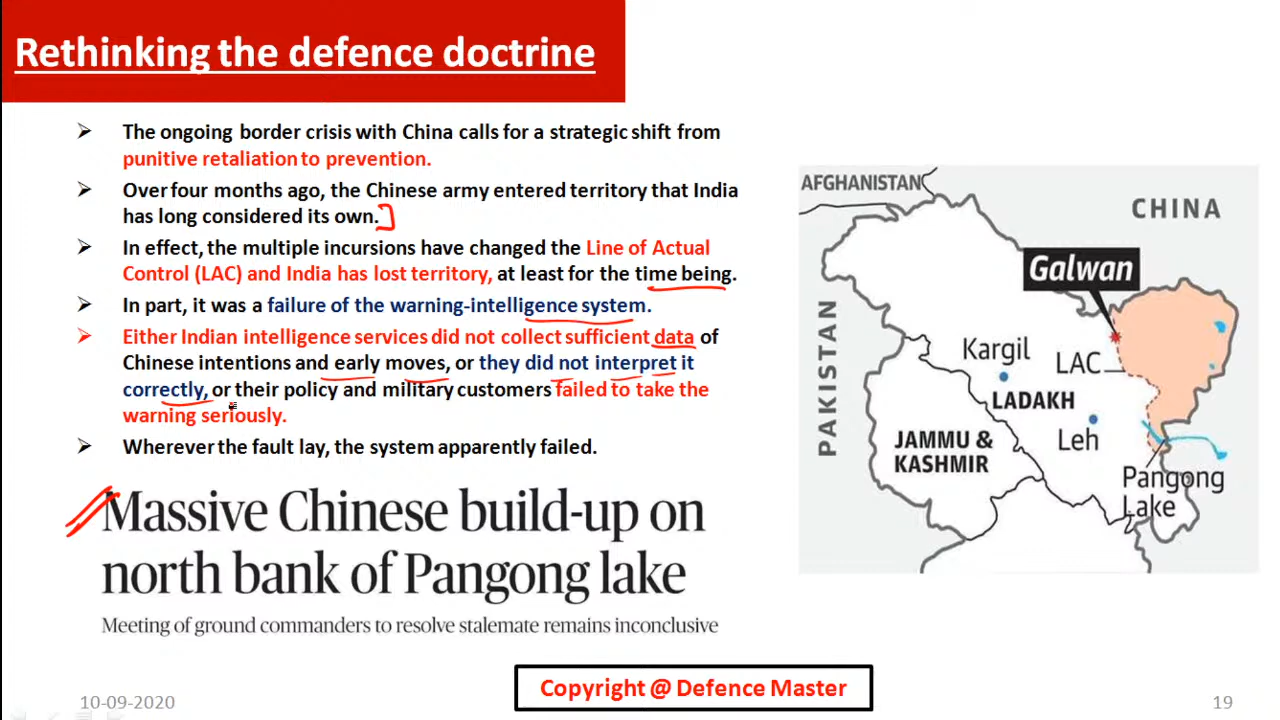 Rethinking the defence doctrine
The ongoing border crisis with China calls for a strategic shift from
punitive retaliation to prevention.
Over four months ago, the Chinese army entered territory that India
has long considered its own.
In effect, the multiple incursions have changed the Line of Actual
Control (LAC) and India has lost territory, at least for the time being.
In part, it was a failure of the warning-intelligence system.
Either Indian intelligence services did not collect sufficient data of
Chinese intentions and early moves, or they did not interpret it
correctly, or their policy and military customers failed to take the
warning seriously.
Wherever the fault lay, the system apparently failed.
Massive Chinese build-up on
north bank of Pangong lake
Meeting of ground commanders to resolve stalemate remains inconclusive
AFGHANISTAN
CHINA
Galwan
PAKISTAN
Kargil
LAC
LADAKH
Leh
JAMMU &
KASHMIR
Pangong
Lake
10-09-2020
Copyright @ Defence Master
19